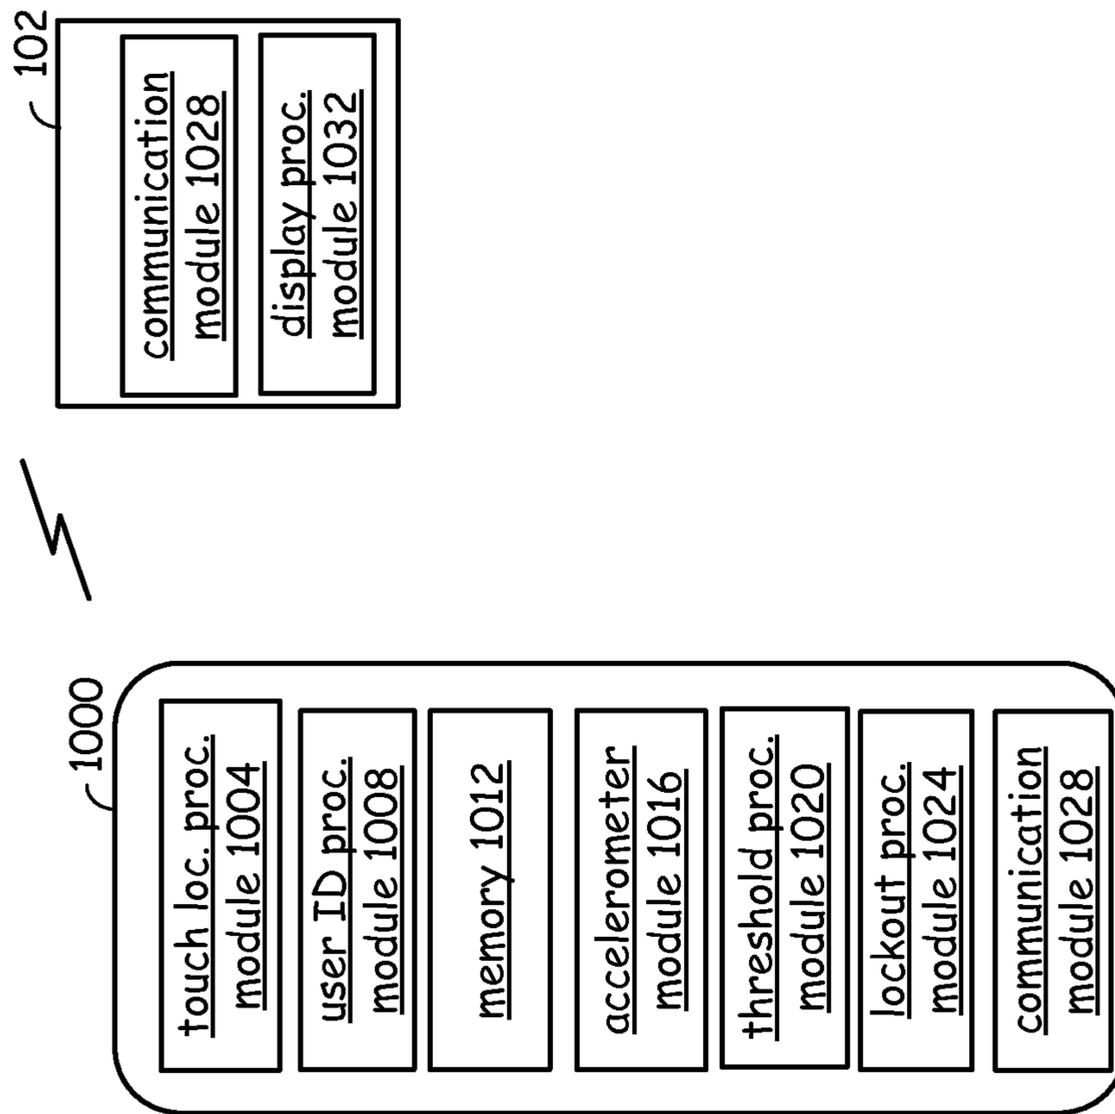 1000
touch loc. proc.
module 1004
user ID proc.
module 1008
memory 1012
accelerometer
module 1016
threshold proc.
module 1020
lockout proc.
module 1024
communication
module 1028
102
communication
module 1028
display proc.
module 1032